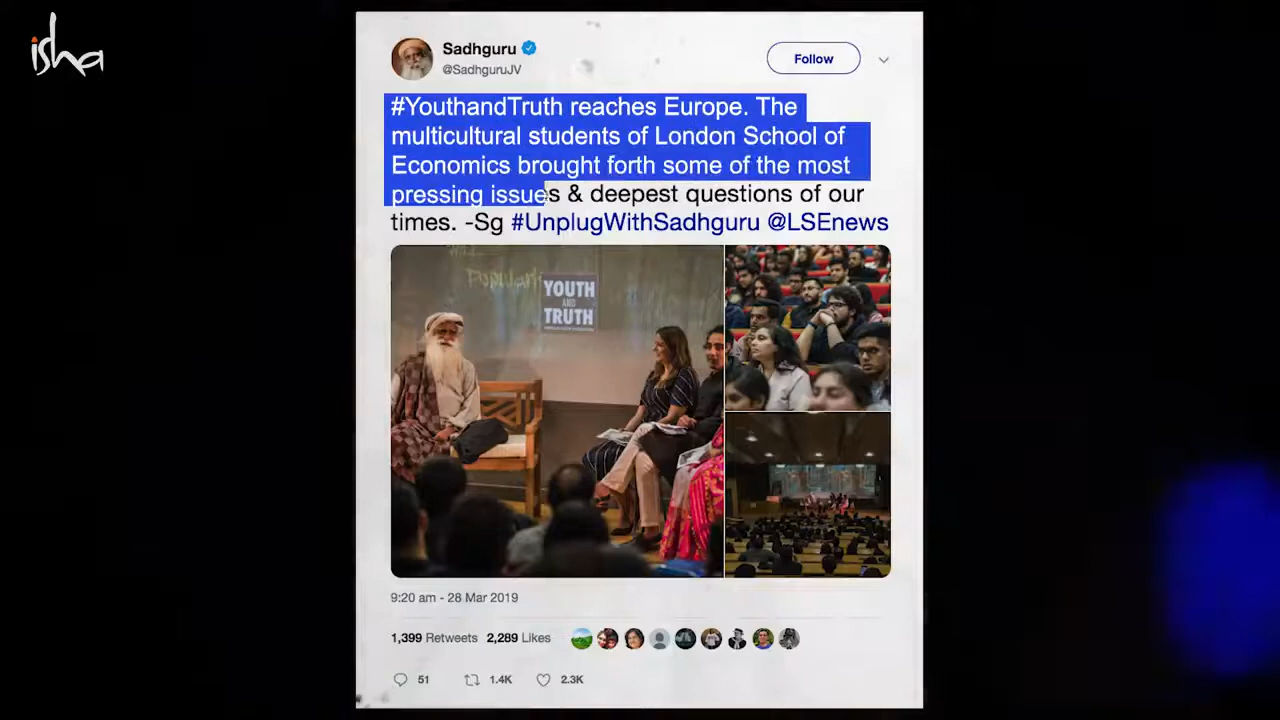 isha
Sadhguru
@SadhguruJV
Follow
#YouthandTruth reaches Europe. The
multicultural students of London School of
Economics brought forth some of the most
pressing issues & deepest questions of our
times. -Sg #UnplugWithSadhguru @LSEnews
YOUTH
AND
TRUTH
9:20 am - 28 Mar 2019
1,399 Retweets 2,289 Likes
51 1.4K 2.3K